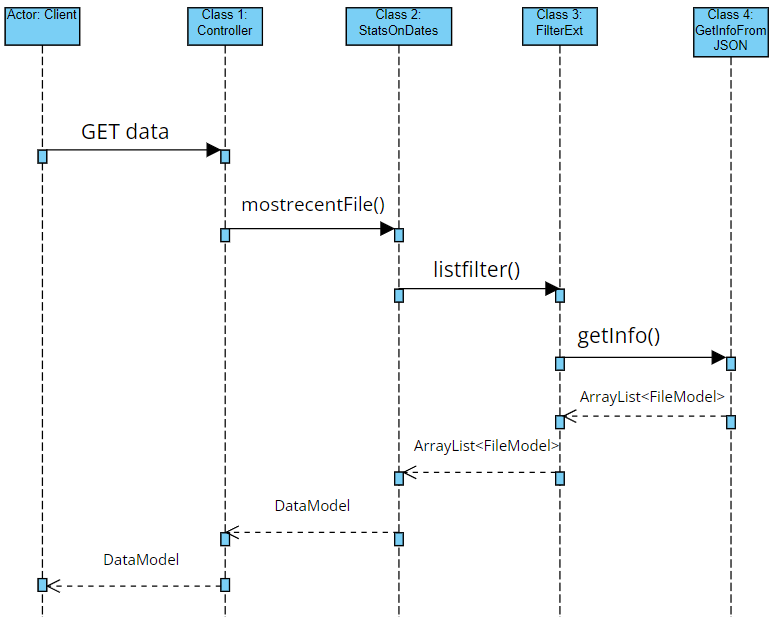 Actor: Client
Class 1:
Controller
Class 2:
StatsOnDates
Class 3:
FilterExt
Class 4:
GetInfoFrom
JSON
GET data
mostrecentFile()
listfilter()
getInfo()
ArrayList<FileModel>
ArrayList<FileModel>
DataModel
DataModel